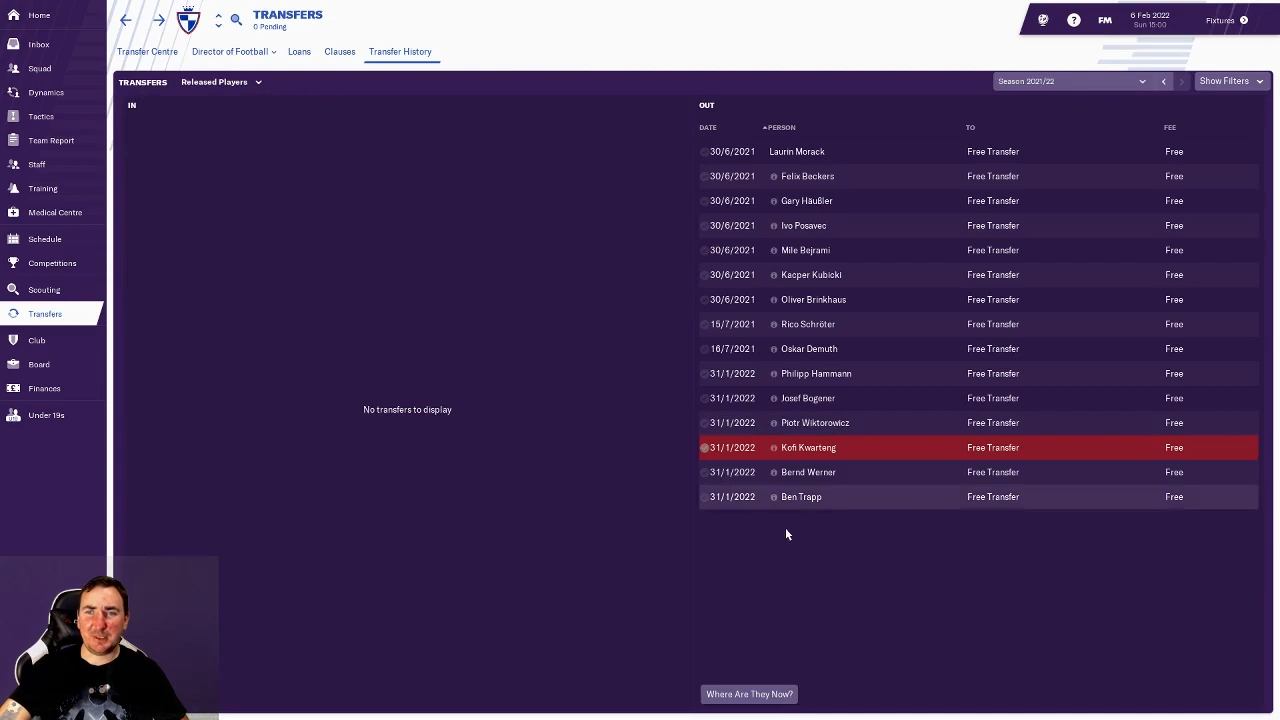 Home
Inbox
Squad
Dynamics
Tactics
Team Report
Staff
Training
Medical Centre
Schedule
Competitions
Scouting
Transfers
Club
Board
Finances
Under 19s
TRANSFERS
0 Pending
? FM
6 Feb 2022
Sun 15:00
Fixtures
Transfer Centre Director of Football Loans Clauses Transfer History
TRANSFERS Released Players Season 2021/22 Show Filters
IN
No transfers to display
OUT
DATE PERSON TO FEE
30/6/2021 Laurin Morack Free Transfer Free
30/6/2021 Felix Beckers Free Transfer Free
30/6/2021 Gary Häußler Free Transfer Free
30/6/2021 Ivo Posavec Free Transfer Free
30/6/2021 Mile Bejrami Free Transfer Free
30/6/2021 Kacper Kubicki Free Transfer Free
30/6/2021 Oliver Brinkhaus Free Transfer Free
15/7/2021 Rico Schröter Free Transfer Free
16/7/2021 Oskar Demuth Free Transfer Free
31/1/2022 Philipp Hammann Free Transfer Free
31/1/2022 Josef Bogener Free Transfer Free
31/1/2022 Piotr Wiktorowicz Free Transfer Free
31/1/2022 Kofi Kwarteng Free Transfer Free
31/1/2022 Bernd Werner Free Transfer Free
31/1/2022 Ben Trapp Free Transfer Free
Where Are They Now?